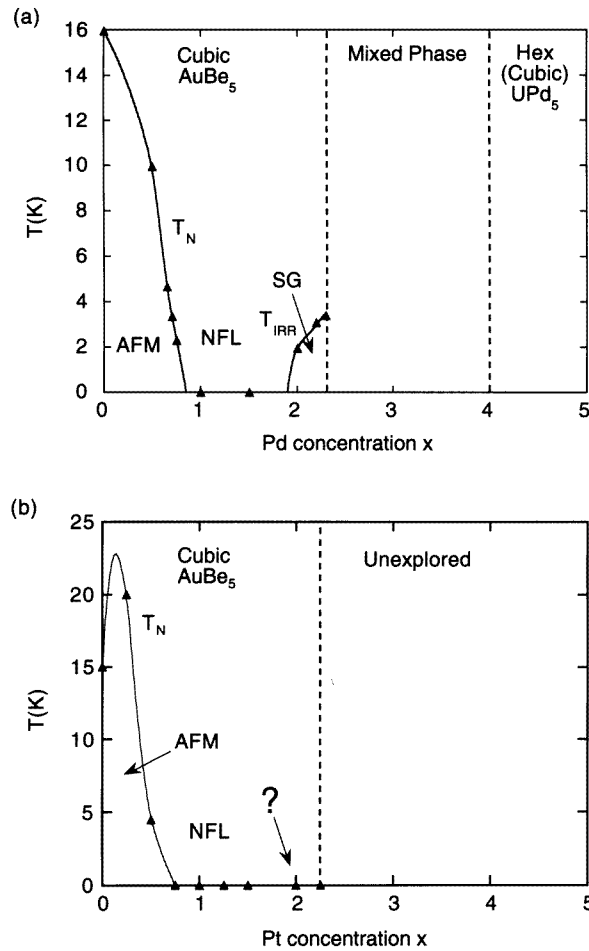 (a)
16
14
12
10
8
6
4
2
0
T(K)
Cubic
AuBe5
Mixed Phase
Hex
(Cubic)
UPd5
TN
AFM
NFL
SG
TIRR
0
1
2
3
4
5
Pd concentration x
(b)
25
20
15
10
5
0
T(K)
Cubic
AuBe5
Unexplored
TN
AFM
NFL
?
0
1
2
3
4
5
Pt concentration x